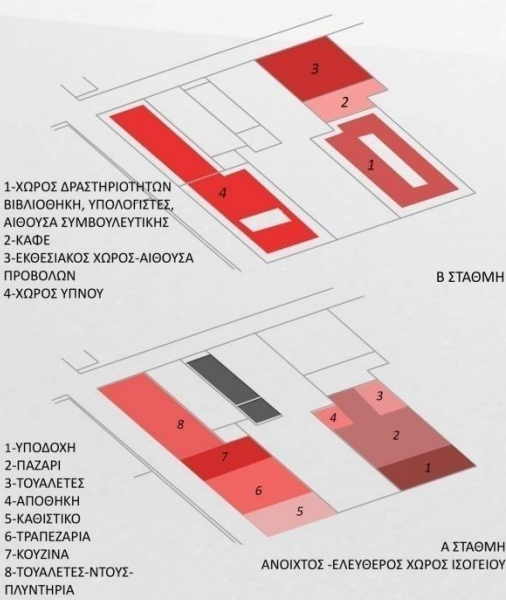 3
2
1
4
1-ΧΩΡΟΣ ΔΡΑΣΤΗΡΙΟΤΗΤΩΝ
ΒΙΒΛΙΟΘΗΚΗ, ΥΠΟΛΟΓΙΣΤΕΣ,
ΑΙΘΟΥΣΑ ΣΥΜΒΟΥΛΕΥΤΙΚΗΣ
2-ΚΑΦΕ
3-ΕΚΘΕΣΙΑΚΟΣ ΧΩΡΟΣ-ΑΙΘΟΥΣΑ
ΠΡΟΒΟΛΩΝ
4-ΧΩΡΟΣ ΥΠΝΟΥ
Β ΣΤΑΘΜΗ
3
4
8
2
7
1
6
5
1-ΥΠΟΔΟΧΗ
2-ΠΑΖΑΡΙ
3-ΤΟΥΑΛΕΤΕΣ
4-ΑΠΟΘΗΚΗ
5-ΚΑΘΙΣΤΙΚΟ
6-ΤΡΑΠΕΖΑΡΙΑ
7-ΚΟΥΖΙΝΑ
8-ΤΟΥΑΛΕΤΕΣ-ΝΤΟΥΣ-
ΠΛΥΝΤΗΡΙΑ
Α ΣΤΑΘΜΗ
ΑΝΟΙΧΤΟΣ -ΕΛΕΥΘΕΡΟΣ ΧΩΡΟΣ ΙΣΟΓΕΙΟΥ